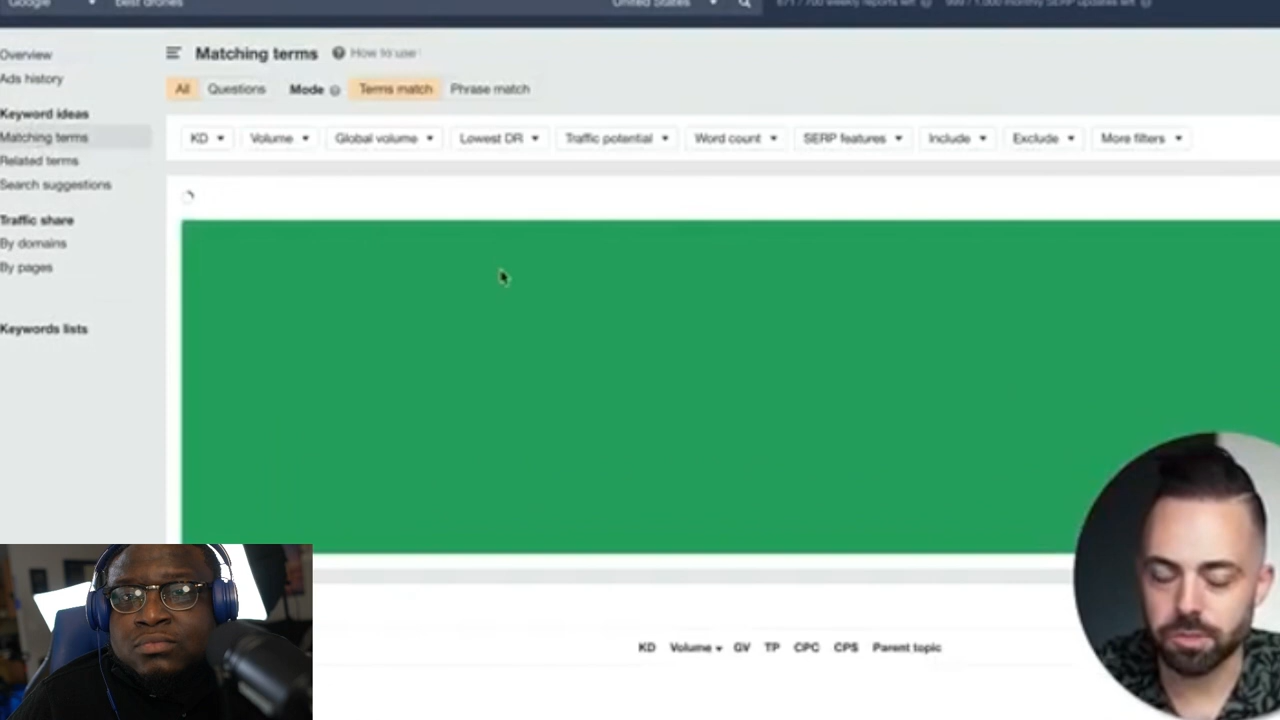 Google best drones United States
Overview
Ads history
Keyword ideas
Matching terms
Related terms
Search suggestions
Traffic share
By domains
By pages
Keywords lists
Matching terms How to use
All Questions Mode Terms match Phrase match
KD Volume Global volume Lowest DR Traffic potential Word count SERP features Include Exclude More filters
KD Volume GV TP CPC CPS Parent topic